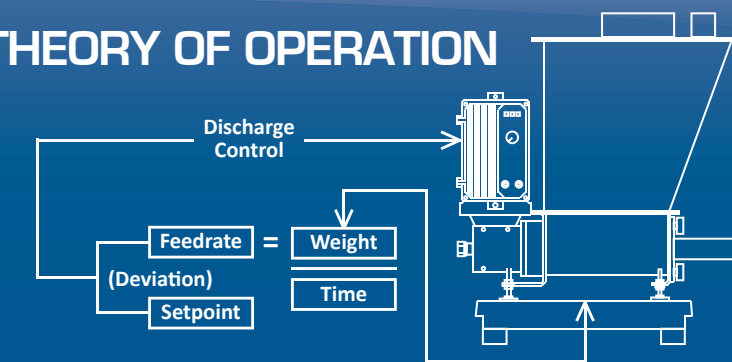 THEORY OF OPERATION
Discharge
Control
Feedrate = Weight
(Deviation)
Time
Setpoint